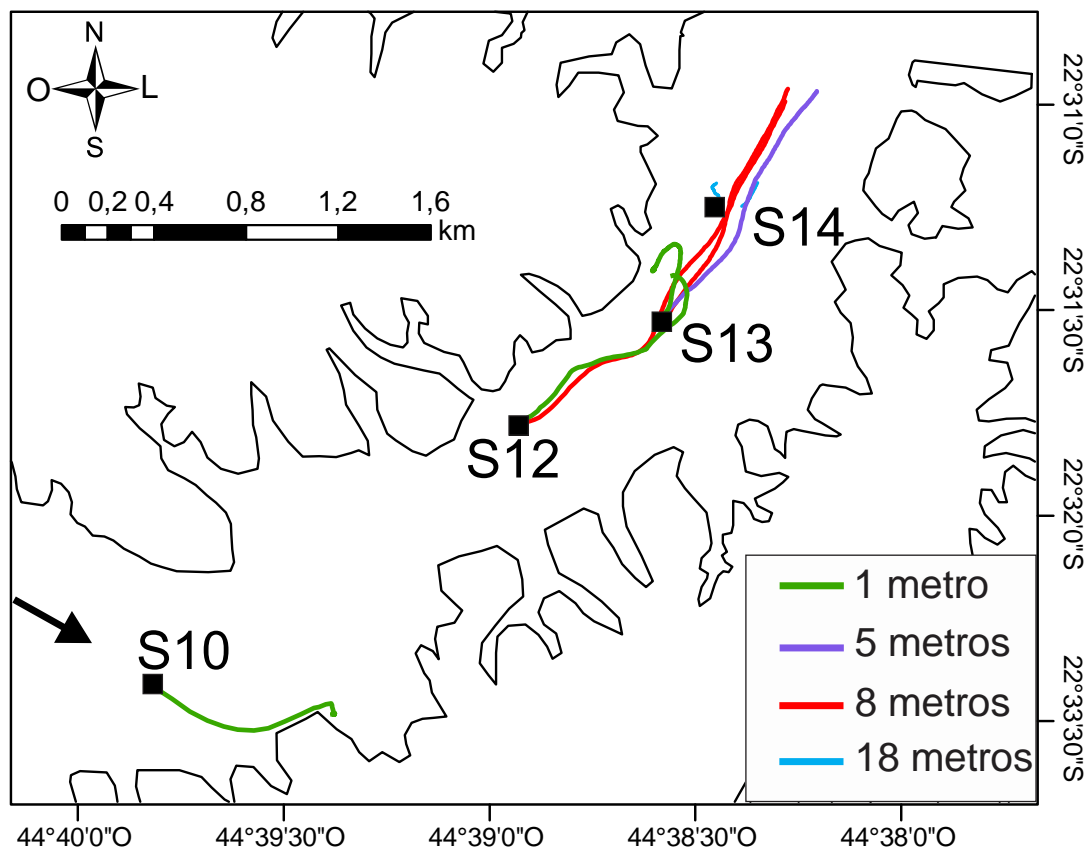 N
O L
S
0 0,2 0,4 0,8 1,2 1,6
km
22°31'0"S
S14
22°31'30"S
S13
S12
22°32'0"S
1 metro
S10
5 metros
8 metros
22°33'30"S
18 metros
44°40'0"O 44°39'30"O 44°39'0"O 44°38'30"O 44°38'0"O